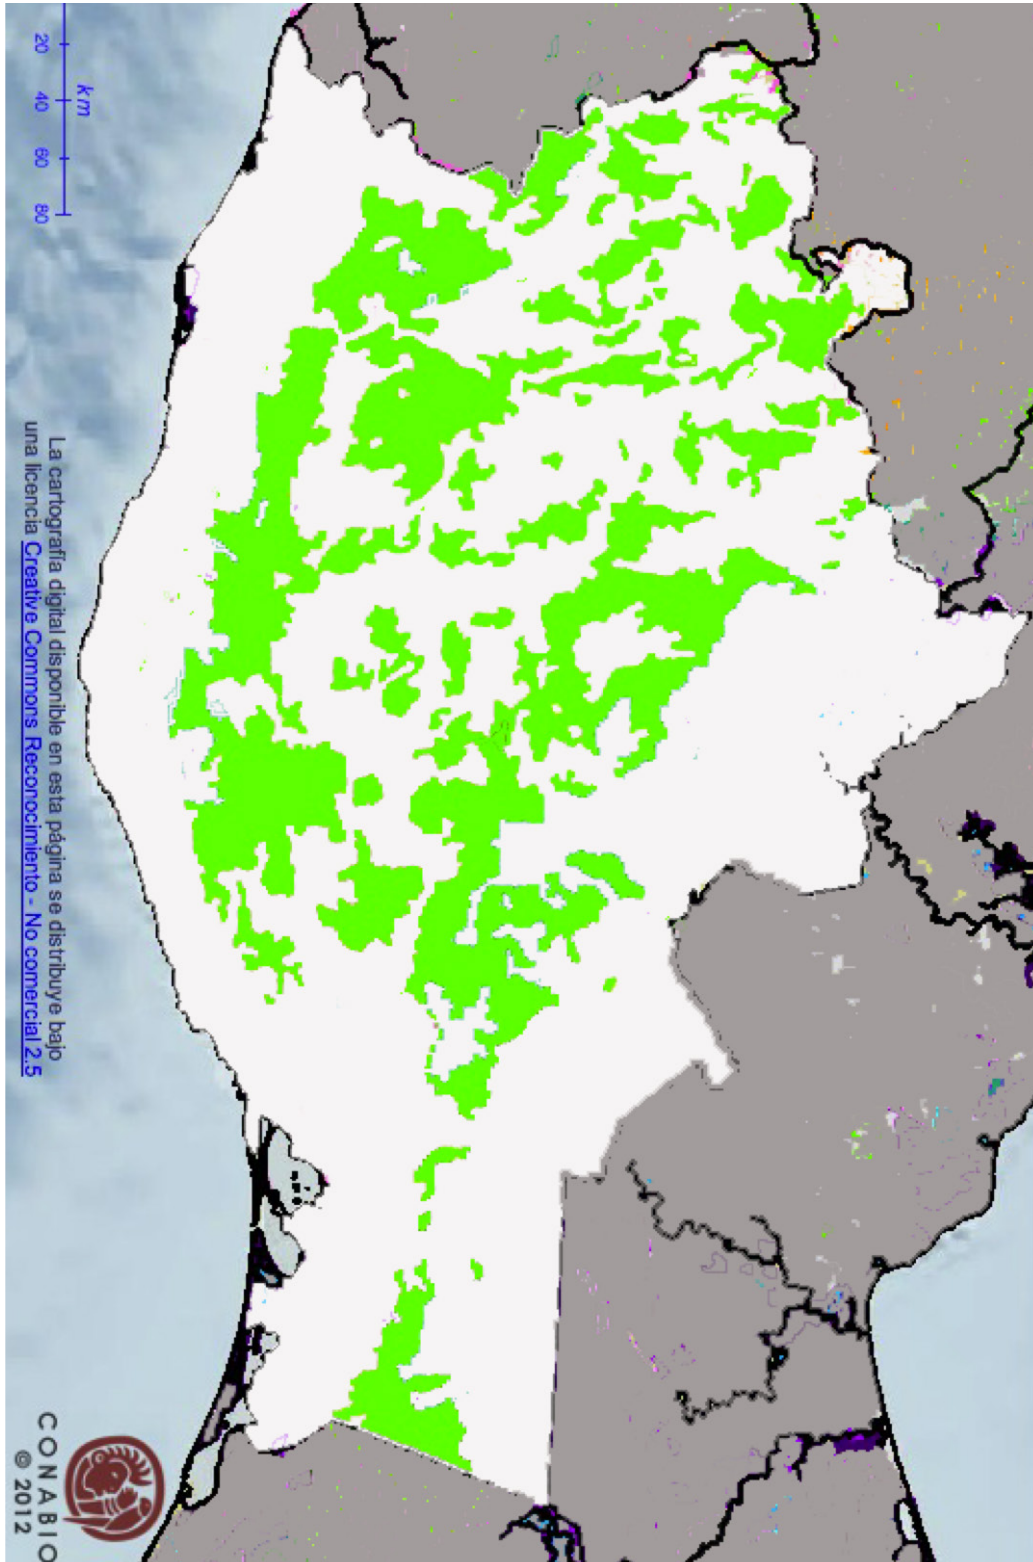 20 40 60 80
km
La cartografía digital disponible en esta página se distribuye bajo
una licencia Creative Commons Reconocimiento - No comercial 2.5
CONABIO
© 2012